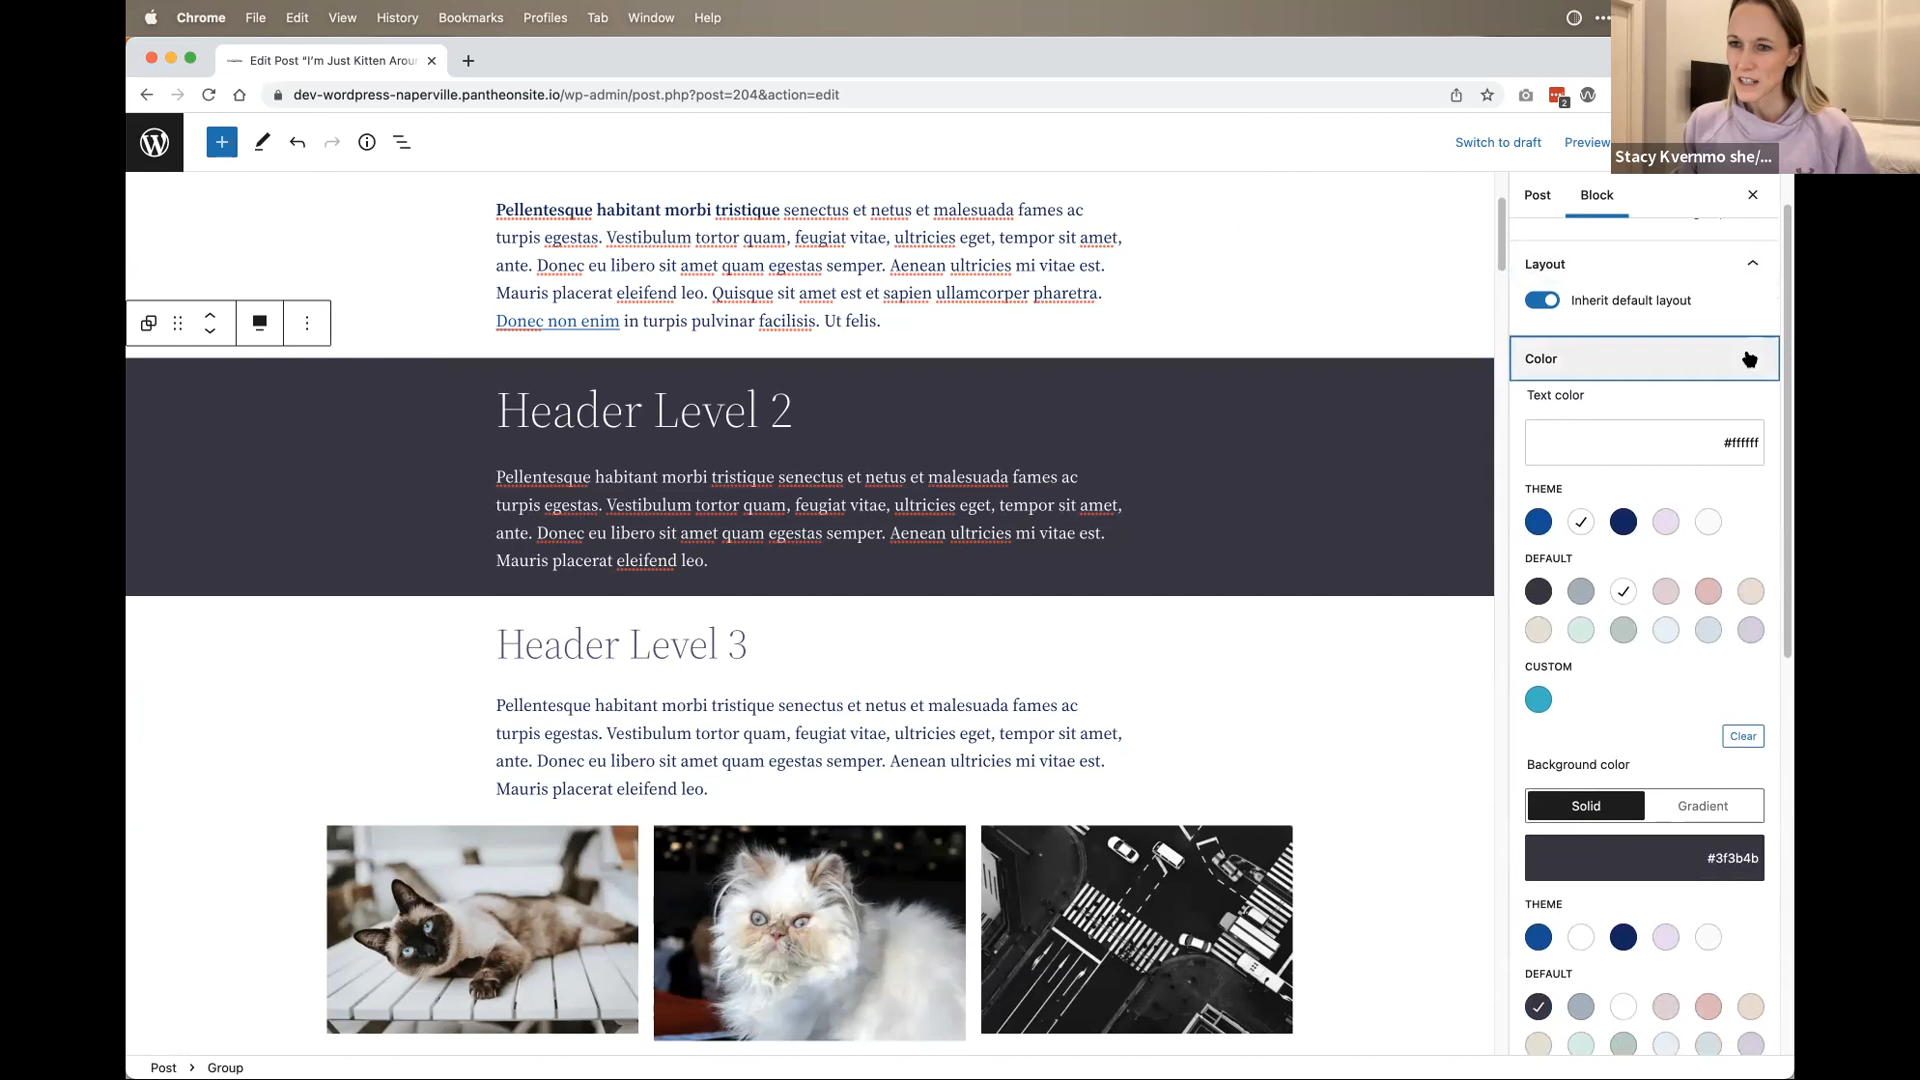 Chrome File Edit View History Bookmarks Profiles Tab Window Help
Edit Post “I’m Just Kitten Arou
dev-wordpress-naperville.pantheonsite.io/wp-admin/post.php?post=204&action=edit
2
Switch to draft Preview
Stacy Kvernmo she/...
Post Block
Pellentesque habitant morbi tristique senectus et netus et malesuada fames ac
turpis egestas. Vestibulum tortor quam, feugiat vitae, ultricies eget, tempor sit amet,
ante. Donec eu libero sit amet quam egestas semper. Aenean ultricies mi vitae est.
Mauris placerat eleifend leo. Quisque sit amet est et sapien ullamcorper pharetra.
Donec non enim in turpis pulvinar facilisis. Ut felis.
Header Level 2
Pellentesque habitant morbi tristique senectus et netus et malesuada fames ac
turpis egestas. Vestibulum tortor quam, feugiat vitae, ultricies eget, tempor sit amet,
ante. Donec eu libero sit amet quam egestas semper. Aenean ultricies mi vitae est.
Mauris placerat eleifend leo.
Header Level 3
Pellentesque habitant morbi tristique senectus et netus et malesuada fames ac
turpis egestas. Vestibulum tortor quam, feugiat vitae, ultricies eget, tempor sit amet,
ante. Donec eu libero sit amet quam egestas semper. Aenean ultricies mi vitae est.
Mauris placerat eleifend leo.
Layout
Inherit default layout
Color
Text color
#ffffff
THEME
DEFAULT
CUSTOM
Clear
Background color
Solid Gradient
#3f3b4b
THEME
DEFAULT
Post Group